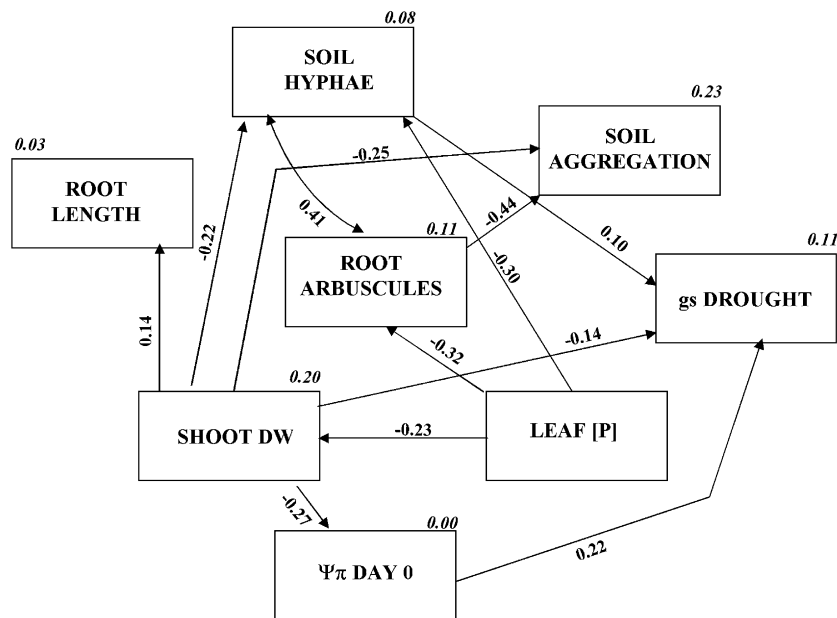 0.08
SOIL
HYPHAE
0.23
SOIL
AGGREGATION
0.03
ROOT
LENGTH
-0.25
-0.22
0.41
-0.44
0.11
ROOT
ARBUSCULES
-0.30
0.10
0.11
gs DROUGHT
0.14
-0.32
-0.14
0.20
SHOOT DW
-0.23
LEAF [P]
-0.27
0.00
Ψπ DAY 0
0.22